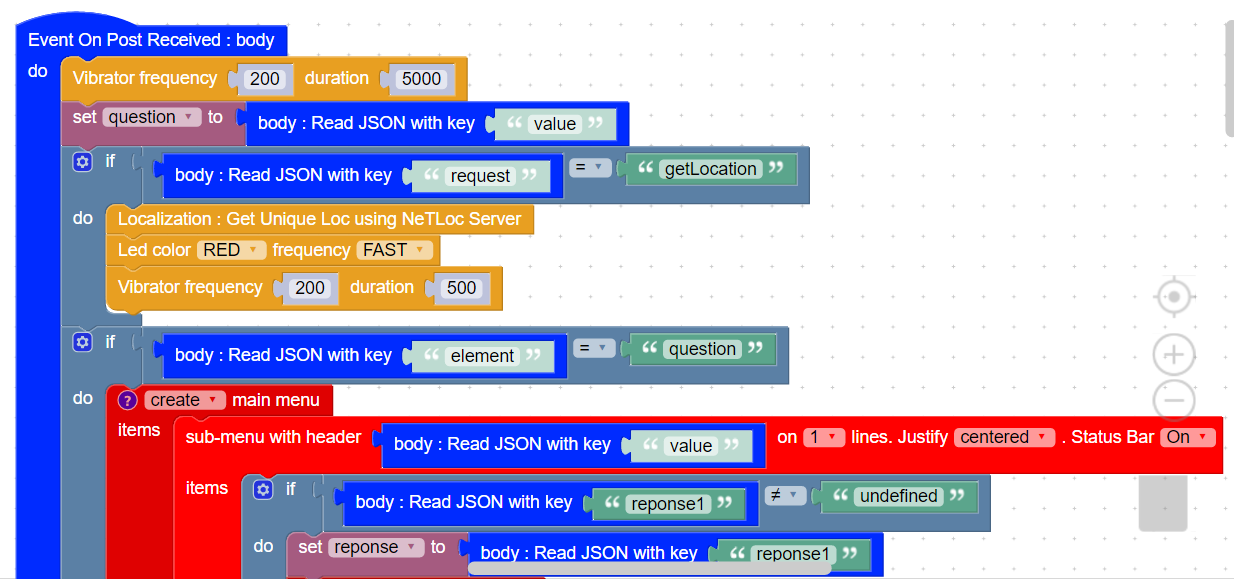 Event On Post Received : body
do Vibrator frequency 200 duration 5000
set question to body : Read JSON with key “ value ”
if body : Read JSON with key “ request ” = “ getLocation ”
do Localization : Get Unique Loc using NeTLoc Server
Led color RED frequency FAST
Vibrator frequency 200 duration 500
if body : Read JSON with key “ element ” = “ question ”
do ? create main menu
items sub-menu with header body : Read JSON with key “ value ” on 1 lines. Justify centered . Status Bar On
items if body : Read JSON with key “ reponse1 ” ≠ “ undefined ”
do set reponse to body : Read JSON with key “ reponse1 ”